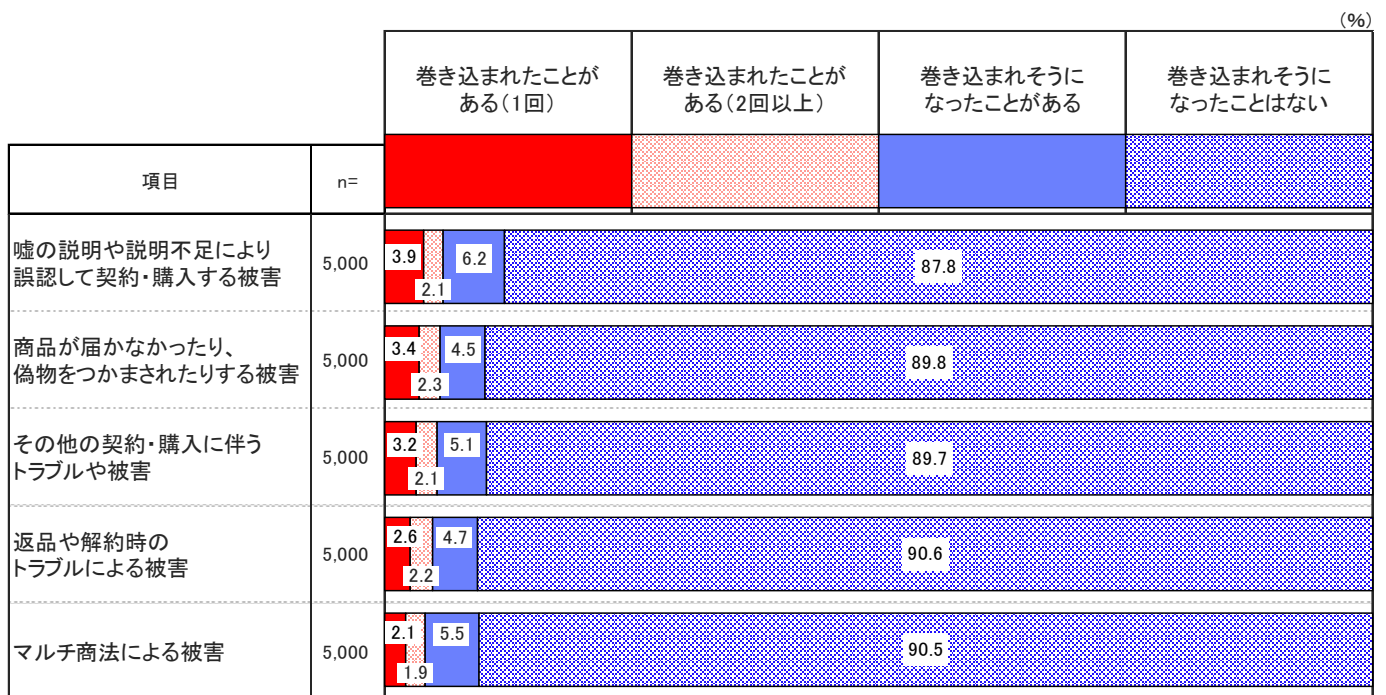 (%)
巻き込まれたことが
ある(1回)
巻き込まれたことが
ある(2回以上)
巻き込まれそうに
なったことがある
巻き込まれそうに
なったことはない
項目
n=
嘘の説明や説明不足により
誤認して契約・購入する被害
5,000
3.9
2.1
6.2
87.8
商品が届かなかったり、
偽物をつかまされたりする被害
5,000
3.4
2.3
4.5
89.8
その他の契約・購入に伴う
トラブルや被害
5,000
3.2
2.1
5.1
89.7
返品や解約時の
トラブルによる被害
5,000
2.6
2.2
4.7
90.6
マルチ商法による被害
5,000
2.1
1.9
5.5
90.5